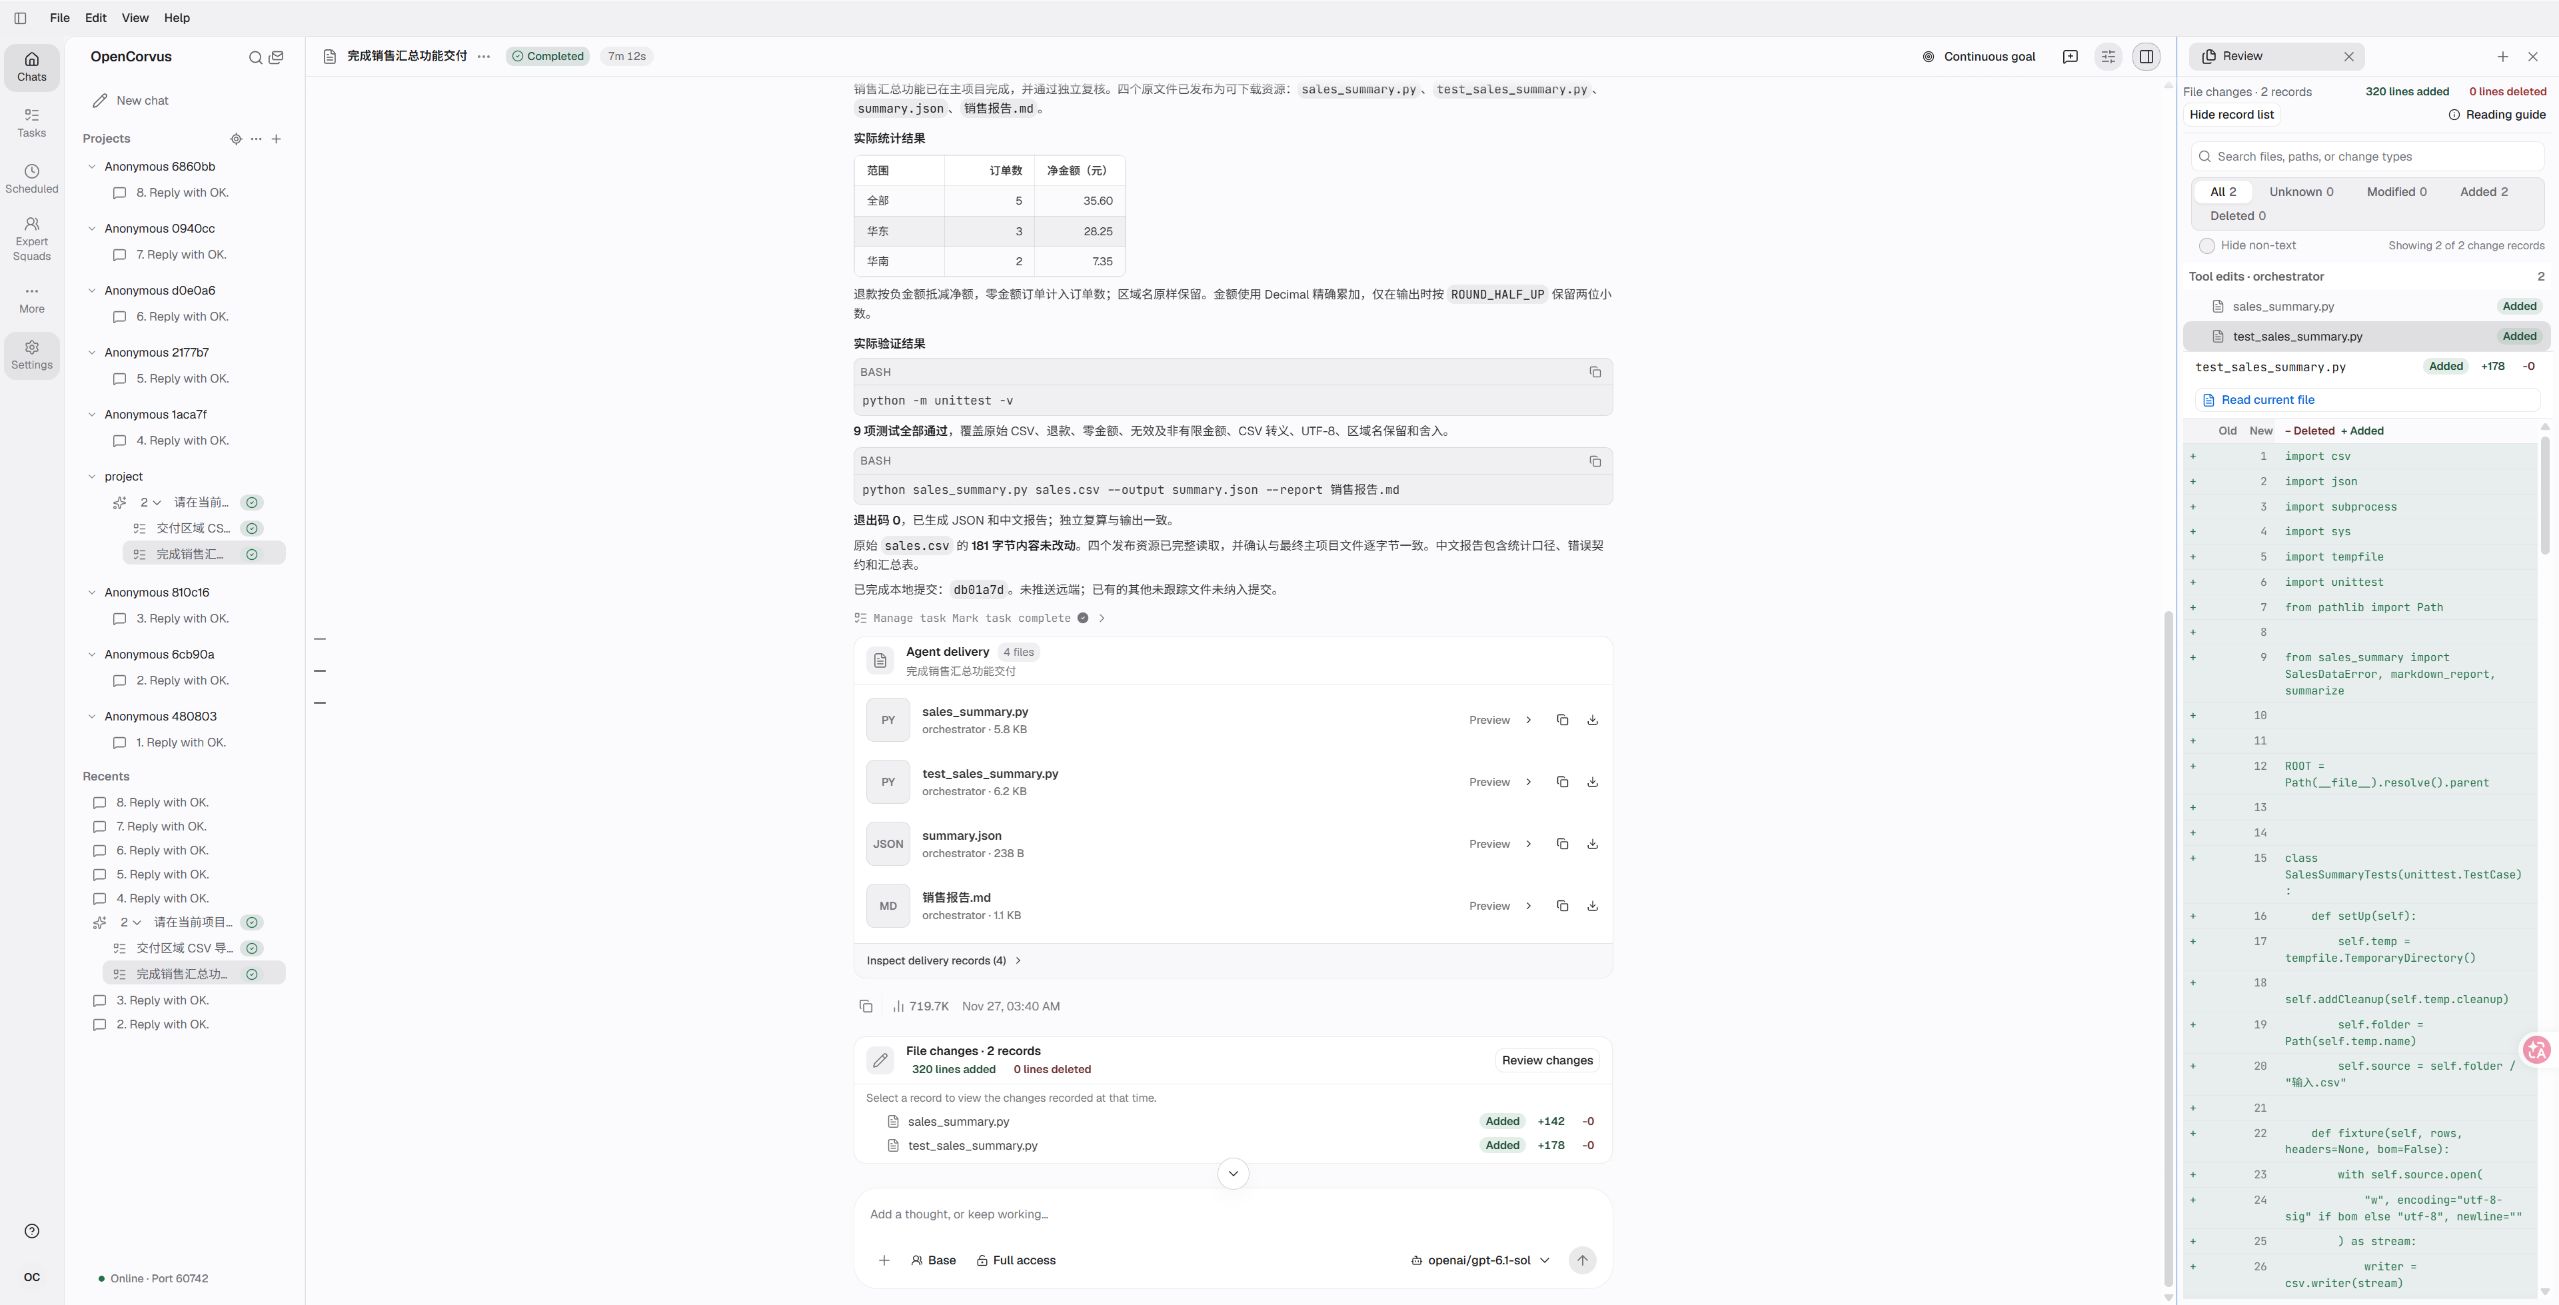 File Edit View Help
Chats
Tasks
Scheduled
Expert
Squads
More
Settings
OC
OpenCorvus
New chat
Projects
Anonymous 6860bb
8. Reply with OK.
Anonymous 0940cc
7. Reply with OK.
Anonymous d0e0a6
6. Reply with OK.
Anonymous 2177b7
5. Reply with OK.
Anonymous 1aca7f
4. Reply with OK.
project
2 请在当前...
交付区域 CS...
完成销售汇...
Anonymous 810c16
3. Reply with OK.
Anonymous 6cb90a
2. Reply with OK.
Anonymous 480803
1. Reply with OK.
Recents
8. Reply with OK.
7. Reply with OK.
6. Reply with OK.
5. Reply with OK.
4. Reply with OK.
2 请在当前项目...
交付区域 CSV 导...
完成销售汇总功...
3. Reply with OK.
2. Reply with OK.
Online · Port 60742
完成销售汇总功能交付 ··· Completed 7m 12s
Continuous goal
销售汇总功能已在主项目完成，并通过独立复核。四个原文件已发布为可下载资源：sales_summary.py、test_sales_summary.py、
summary.json、销售报告.md。
实际统计结果
范围 订单数 净金额（元）
全部 5 35.60
华东 3 28.25
华南 2 7.35
退款按负金额抵减净额，零金额订单计入订单数；区域名原样保留。金额使用 Decimal 精确累加，仅在输出时按 ROUND_HALF_UP 保留两位小
数。
实际验证结果
BASH
python -m unittest -v
9 项测试全部通过，覆盖原始 CSV、退款、零金额、无效及非有限金额、CSV 转义、UTF-8、区域名保留和舍入。
BASH
python sales_summary.py sales.csv --output summary.json --report 销售报告.md
退出码 0，已生成 JSON 和中文报告；独立复算与输出一致。
原始 sales.csv 的 181 字节内容未改动。四个发布资源已完整读取，并确认与最终主项目文件逐字节一致。中文报告包含统计口径、错误契
约和汇总表。
已完成本地提交：db01a7d。未推送远端；已有的其他未跟踪文件未纳入提交。
Manage task Mark task complete
Agent delivery 4 files
完成销售汇总功能交付
PY
sales_summary.py
orchestrator · 5.8 KB
Preview
PY
test_sales_summary.py
orchestrator · 6.2 KB
Preview
JSON
summary.json
orchestrator · 238 B
Preview
MD
销售报告.md
orchestrator · 1.1 KB
Preview
Inspect delivery records (4)
719.7K Nov 27, 03:40 AM
File changes · 2 records
320 lines added 0 lines deleted
Review changes
Select a record to view the changes recorded at that time.
sales_summary.py Added +142 -0
test_sales_summary.py Added +178 -0
Add a thought, or keep working...
Base Full access openai/gpt-6.1-sol
Review
File changes · 2 records 320 lines added 0 lines deleted
Hide record list Reading guide
Search files, paths, or change types
All 2 Unknown 0 Modified 0 Added 2
Deleted 0
Hide non-text Showing 2 of 2 change records
Tool edits · orchestrator 2
sales_summary.py Added
test_sales_summary.py Added
test_sales_summary.py Added +178 -0
Read current file
Old New − Deleted + Added
+ 1 import csv
+ 2 import json
+ 3 import subprocess
+ 4 import sys
+ 5 import tempfile
+ 6 import unittest
+ 7 from pathlib import Path
+ 8
+ 9 from sales_summary import
SalesDataError, markdown_report,
summarize
+ 10
+ 11
+ 12 ROOT =
Path(__file__).resolve().parent
+ 13
+ 14
+ 15 class
SalesSummaryTests(unittest.TestCase)
:
+ 16 def setUp(self):
+ 17 self.temp =
tempfile.TemporaryDirectory()
+ 18
self.addCleanup(self.temp.cleanup)
+ 19 self.folder =
Path(self.temp.name)
+ 20 self.source = self.folder /
"输入.csv"
+ 21
+ 22 def fixture(self, rows,
headers=None, bom=False):
+ 23 with self.source.open(
+ 24 "w", encoding="utf-8-
sig" if bom else "utf-8", newline=""
+ 25 ) as stream:
+ 26 writer =
csv.writer(stream)